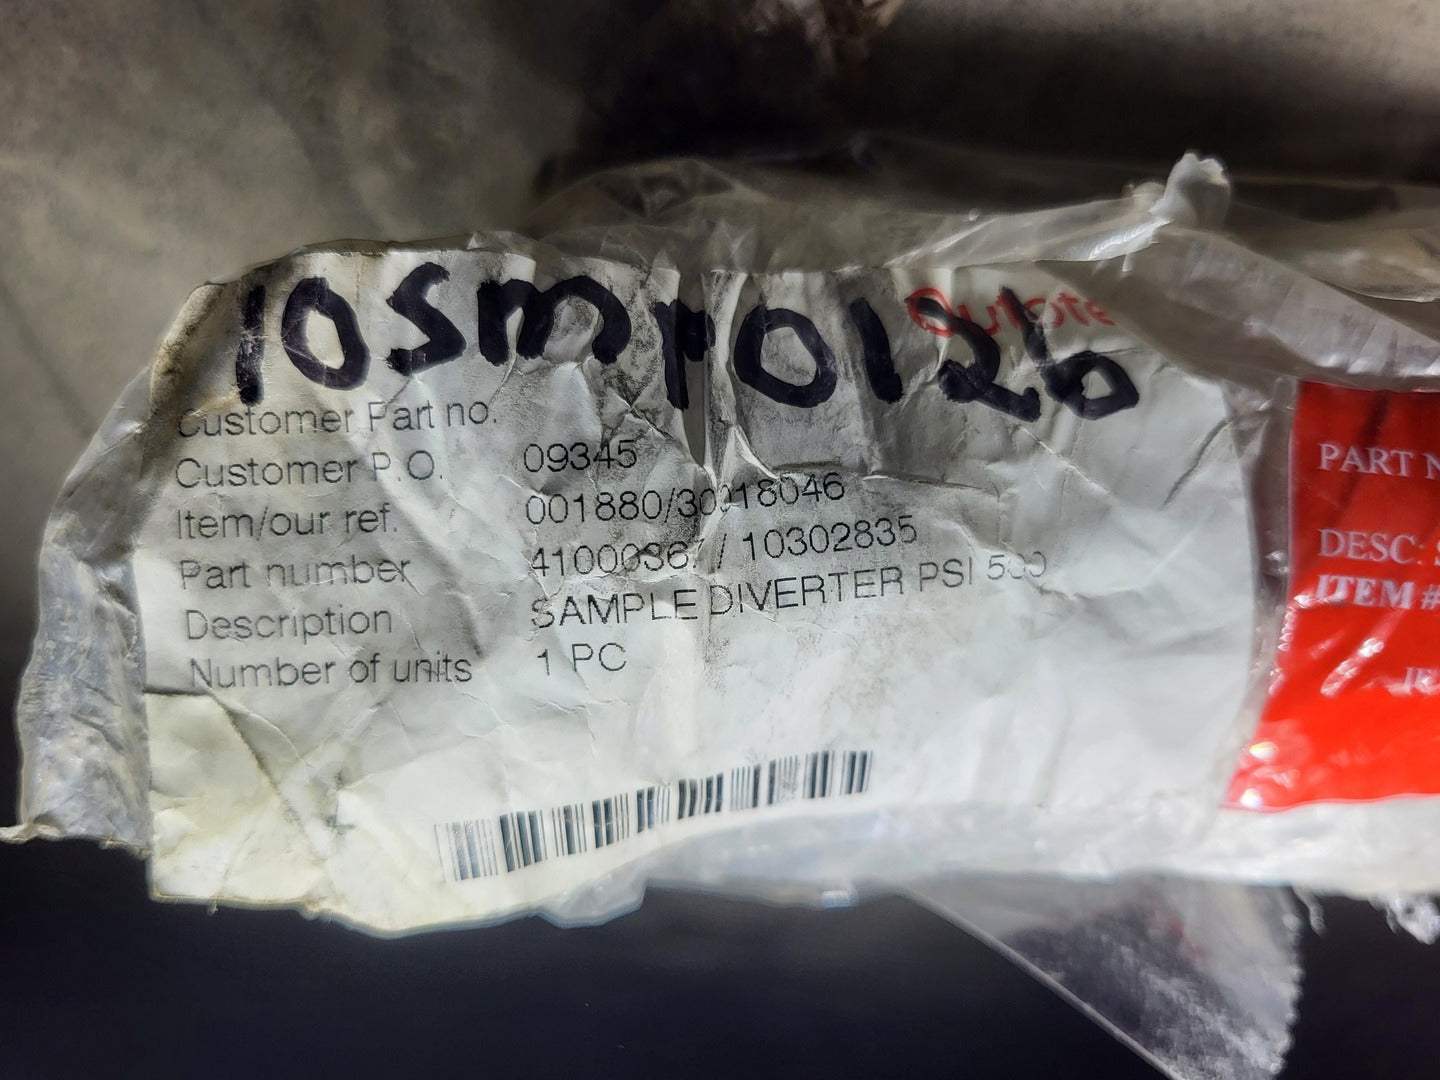 10SMP0126
Outote
Customer Part no.
Customer P.O. 09345
Item/our ref. 001880/30018046
Part number / 10302835
Description SAMPLE DIVERTER PSI 500
Number of units 1 PC
PART N
DESC: S
ITEM #